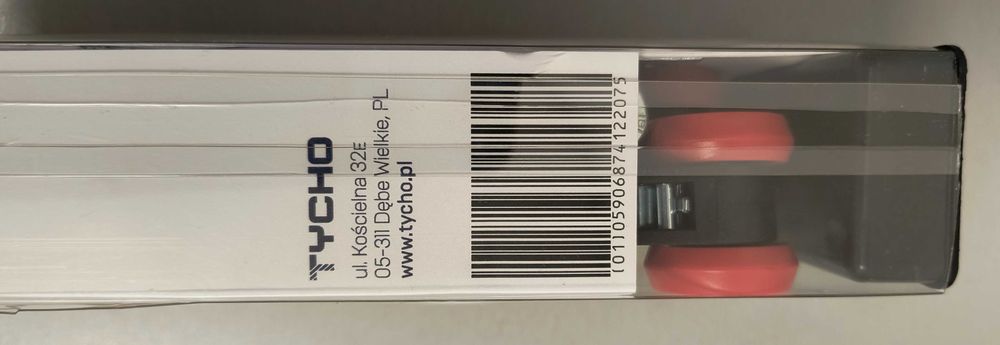 TYCHO
ul. Kościelna 32E
05-311 Dębe Wielkie, PL
www.tycho.pl
(01)05906874122075